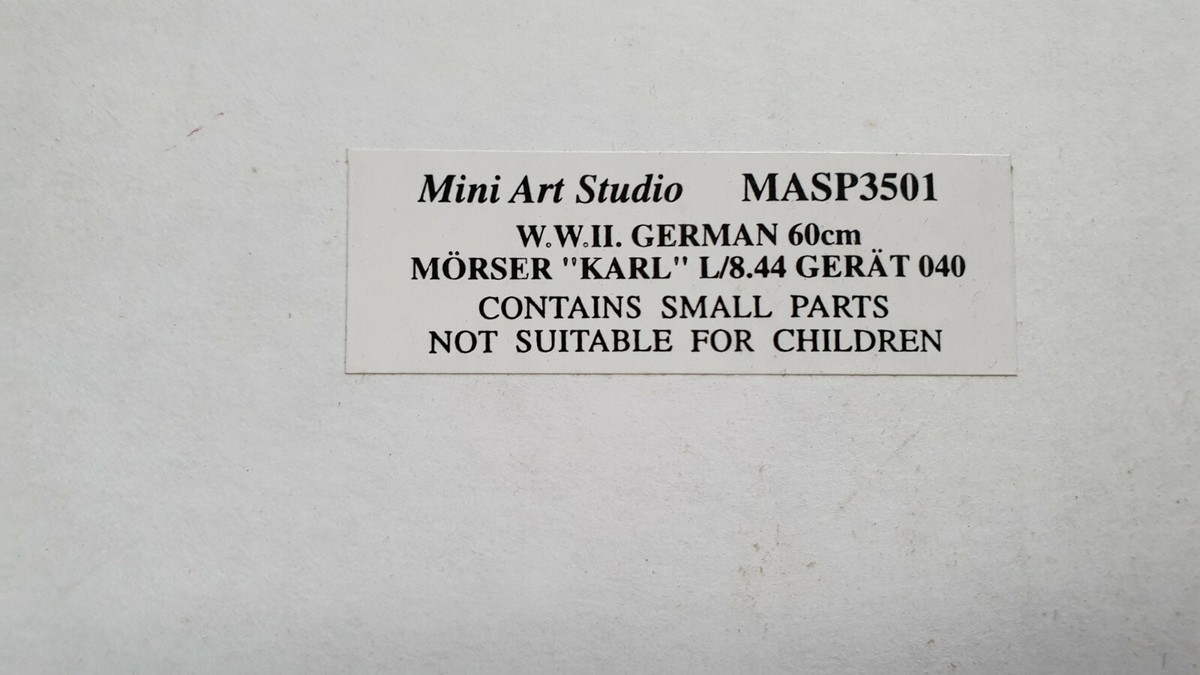 Mini Art Studio MASP3501
W.W.II. GERMAN 60cm
MÖRSER "KARL" L/8.44 GERÄT 040
CONTAINS SMALL PARTS
NOT SUITABLE FOR CHILDREN